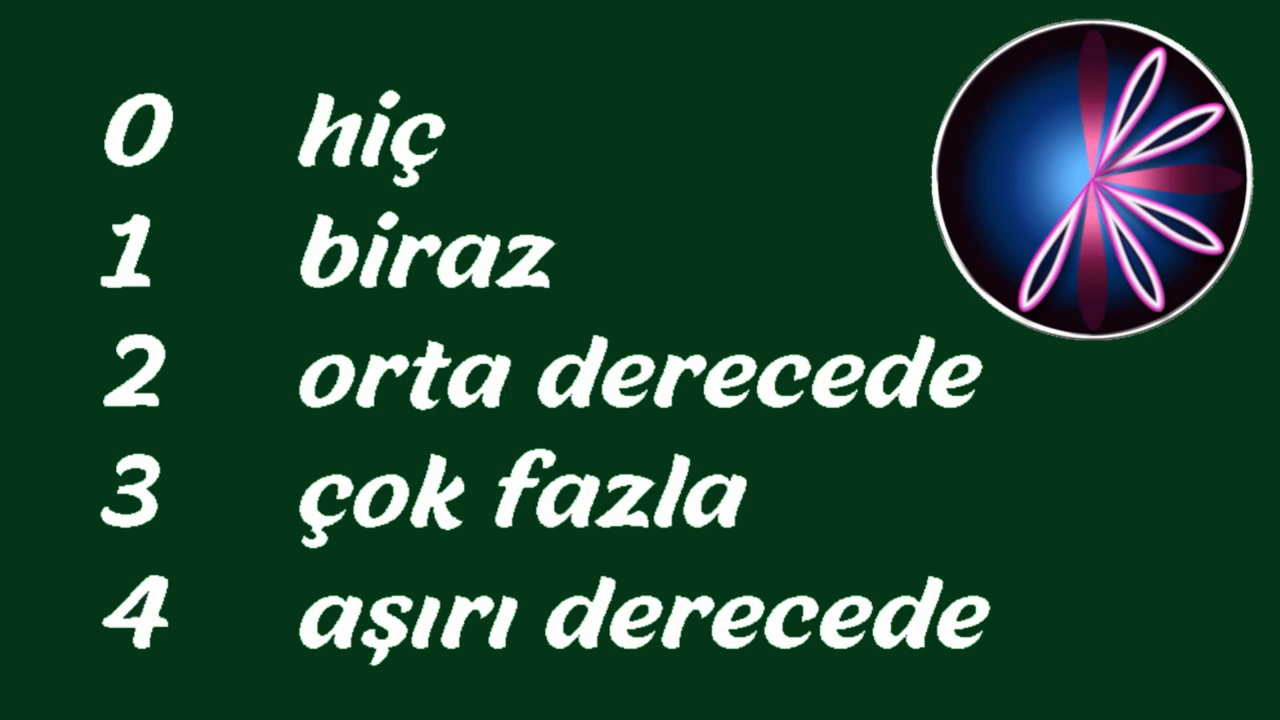 0 hiç
1 biraz
2 orta derecede
3 çok fazla
4 aşırı derecede